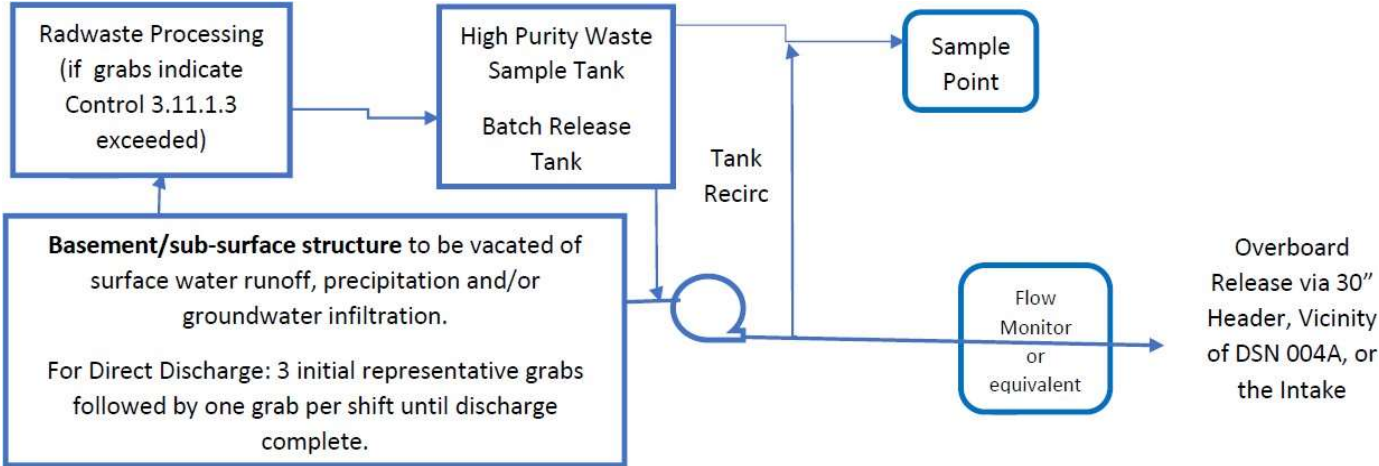 Radwaste Processing
(if grabs indicate
Control 3.11.1.3
exceeded)
High Purity Waste
Sample Tank
Batch Release
Tank
Sample
Point
Tank
Recirc
Basement/sub-surface structure to be vacated of
surface water runoff, precipitation and/or
groundwater infiltration.
For Direct Discharge: 3 initial representative grabs
followed by one grab per shift until discharge
complete.
Flow
Monitor
or
equivalent
Overboard
Release via 30”
Header, Vicinity
of DSN 004A, or
the Intake